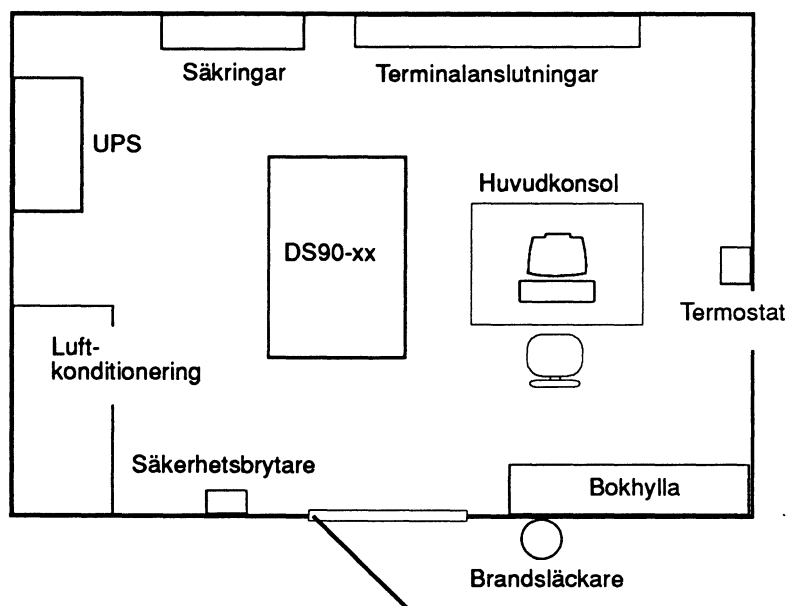 Säkringar
Terminalanslutningar
UPS
Huvudkonsol
DS90-xx
Termostat
Luft-
konditionering
Säkerhetsbrytare
Bokhylla
Brandsläckare